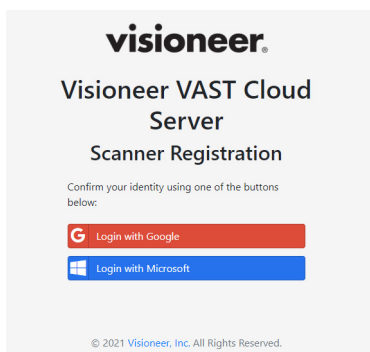 visioneer®
Visioneer VAST Cloud
Server
Scanner Registration
Confirm your identity using one of the buttons
below:
G Login with Google
Login with Microsoft
© 2021 Visioneer, Inc. All Rights Reserved.